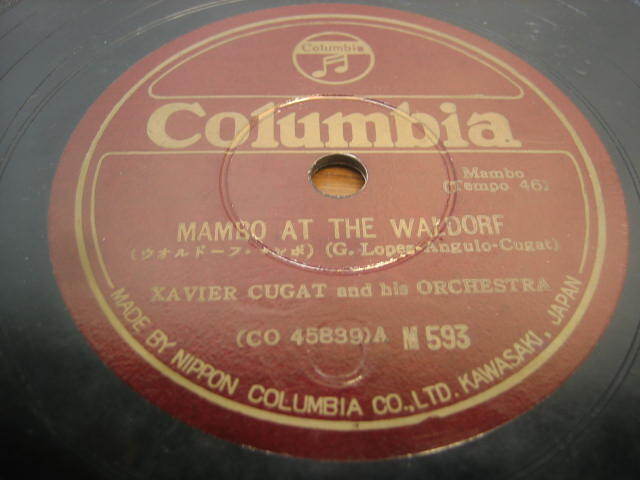 Columbia
Columbia
Mambo
(Tempo 46)
MAMBO AT THE WALDORF
(ウオルドーフ・マンボ) (G. Lopez-Angulo-Cugat)
XAVIER CUGAT and his ORCHESTRA
(CO 45839)A M 593
MADE BY NIPPON COLUMBIA CO., LTD. KAWASAKI, JAPAN